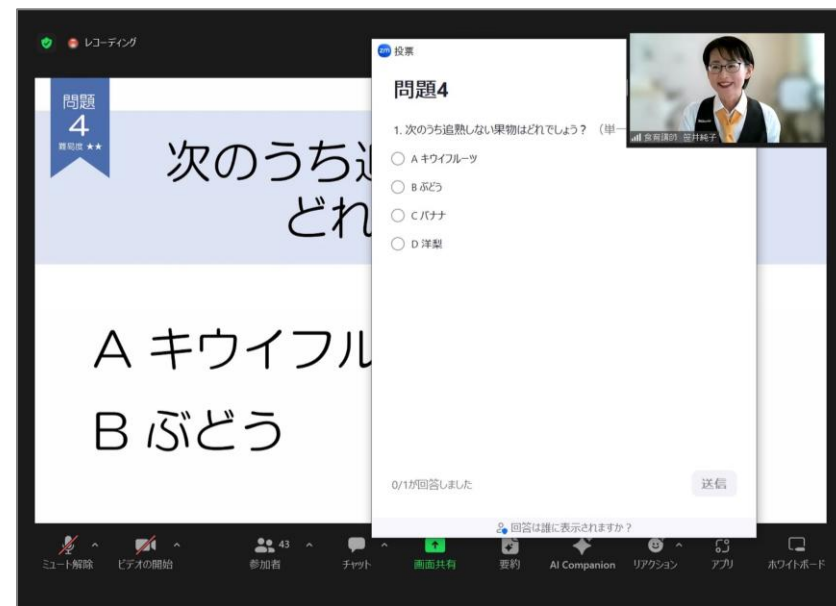 レコーディング
問題
4
難易度 ★★
次のうち追
どれ
A キウイフル
B ぶどう
zm 投票
問題4
1. 次のうち追熟しない果物はどれでしょう？ （単一
A キウイフルーツ
B ぶどう
C バナナ
D 洋梨
0/1が回答しました
送信
回答は誰に表示されますか？
食育講師 笹井純子
ミュート解除
ビデオの開始
43
参加者
チャット
画面共有
要約
AI Companion
リアクション
アプリ
ホワイトボード